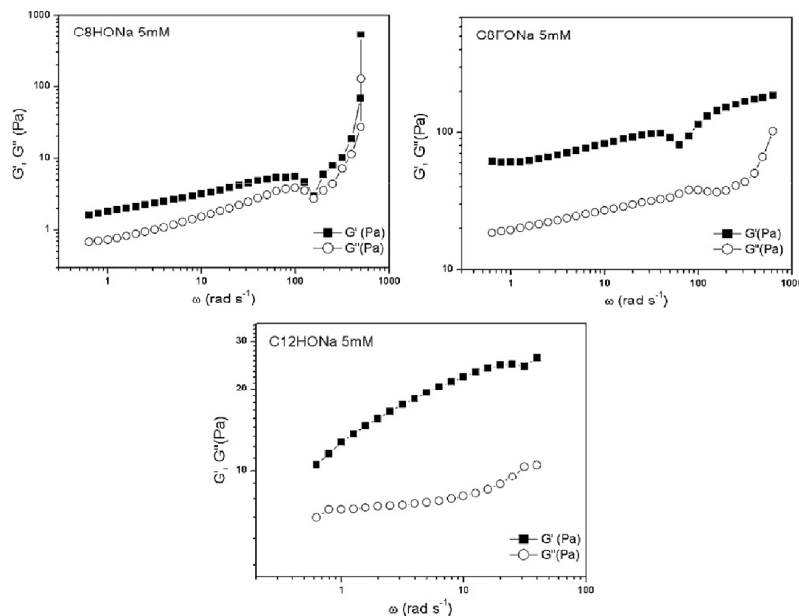 C8HONa 5mM
1000
100
10
1
G', G'' (Pa)
G' (Pa)
G''(Pa)
1
10
100
1000
ω (rad s⁻¹)
C8FONa 5mM
100
10
G', G''(Pa)
G'(Pa)
G''(Pa)
1
10
100
1000
ω (rad s⁻¹)
C12HONa 5mM
30
20
10
G', G''(Pa)
G' (Pa)
G''(Pa)
1
10
100
ω (rad s⁻¹)